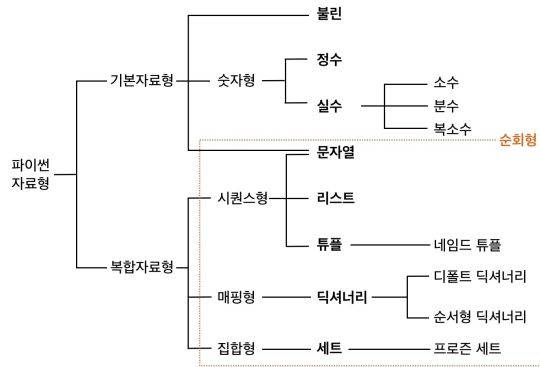 불린
정수
기본자료형
숫자형
소수
실수
분수
복소수
순회형
문자열
파이썬
자료형
시퀀스형
리스트
튜플
네임드 튜플
복합자료형
디폴트 딕셔너리
매핑형
딕셔너리
순서형 딕셔너리
집합형
세트
프로즌 세트